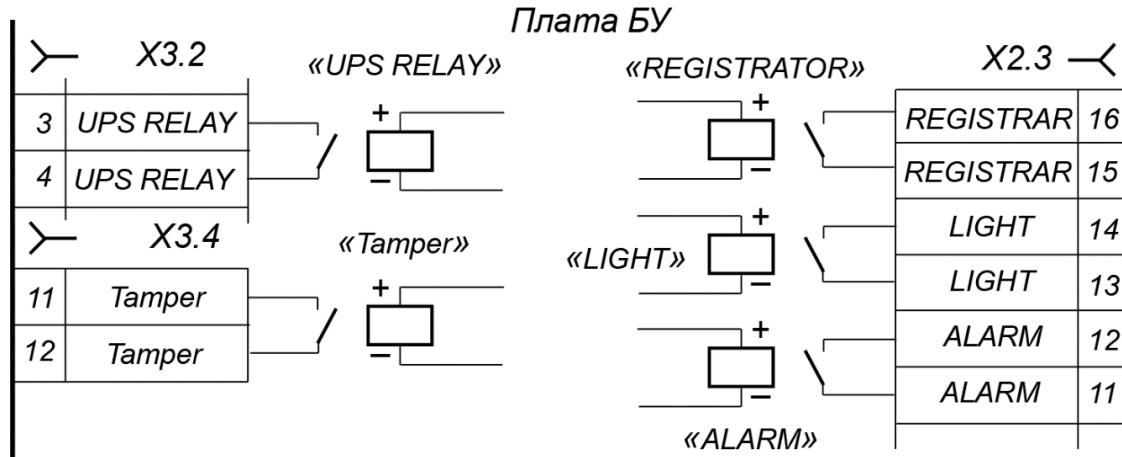 Плата БУ
X3.2
«UPS RELAY»
+
−
3 UPS RELAY
4 UPS RELAY
X3.4
«Tamper»
+
−
11 Tamper
12 Tamper
«REGISTRATOR»
X2.3
+
−
REGISTRAR 16
REGISTRAR 15
«LIGHT»
+
−
LIGHT 14
LIGHT 13
+
−
ALARM 12
ALARM 11
«ALARM»